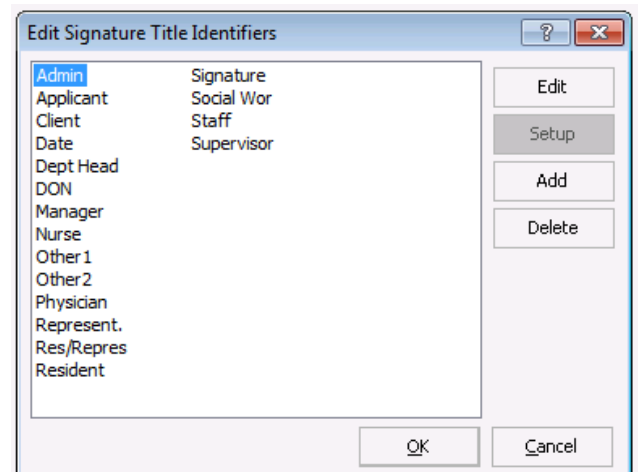 Edit Signature Title Identifiers
Admin
Applicant
Client
Date
Dept Head
DON
Manager
Nurse
Other1
Other2
Physician
Represent.
Res/Repres
Resident
Signature
Social Wor
Staff
Supervisor
Edit
Setup
Add
Delete
OK
Cancel